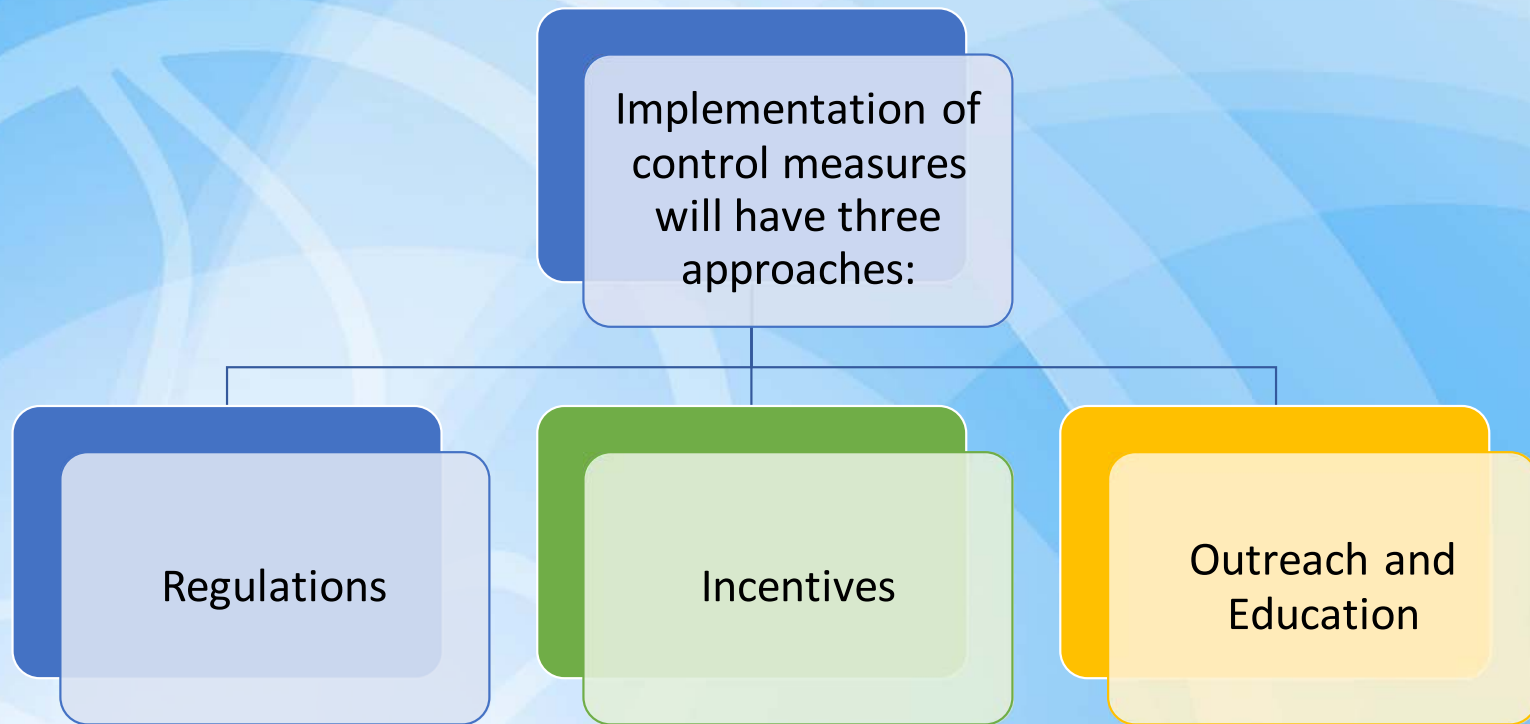 Implementation of
control measures
will have three
approaches:
Regulations
Incentives
Outreach and
Education